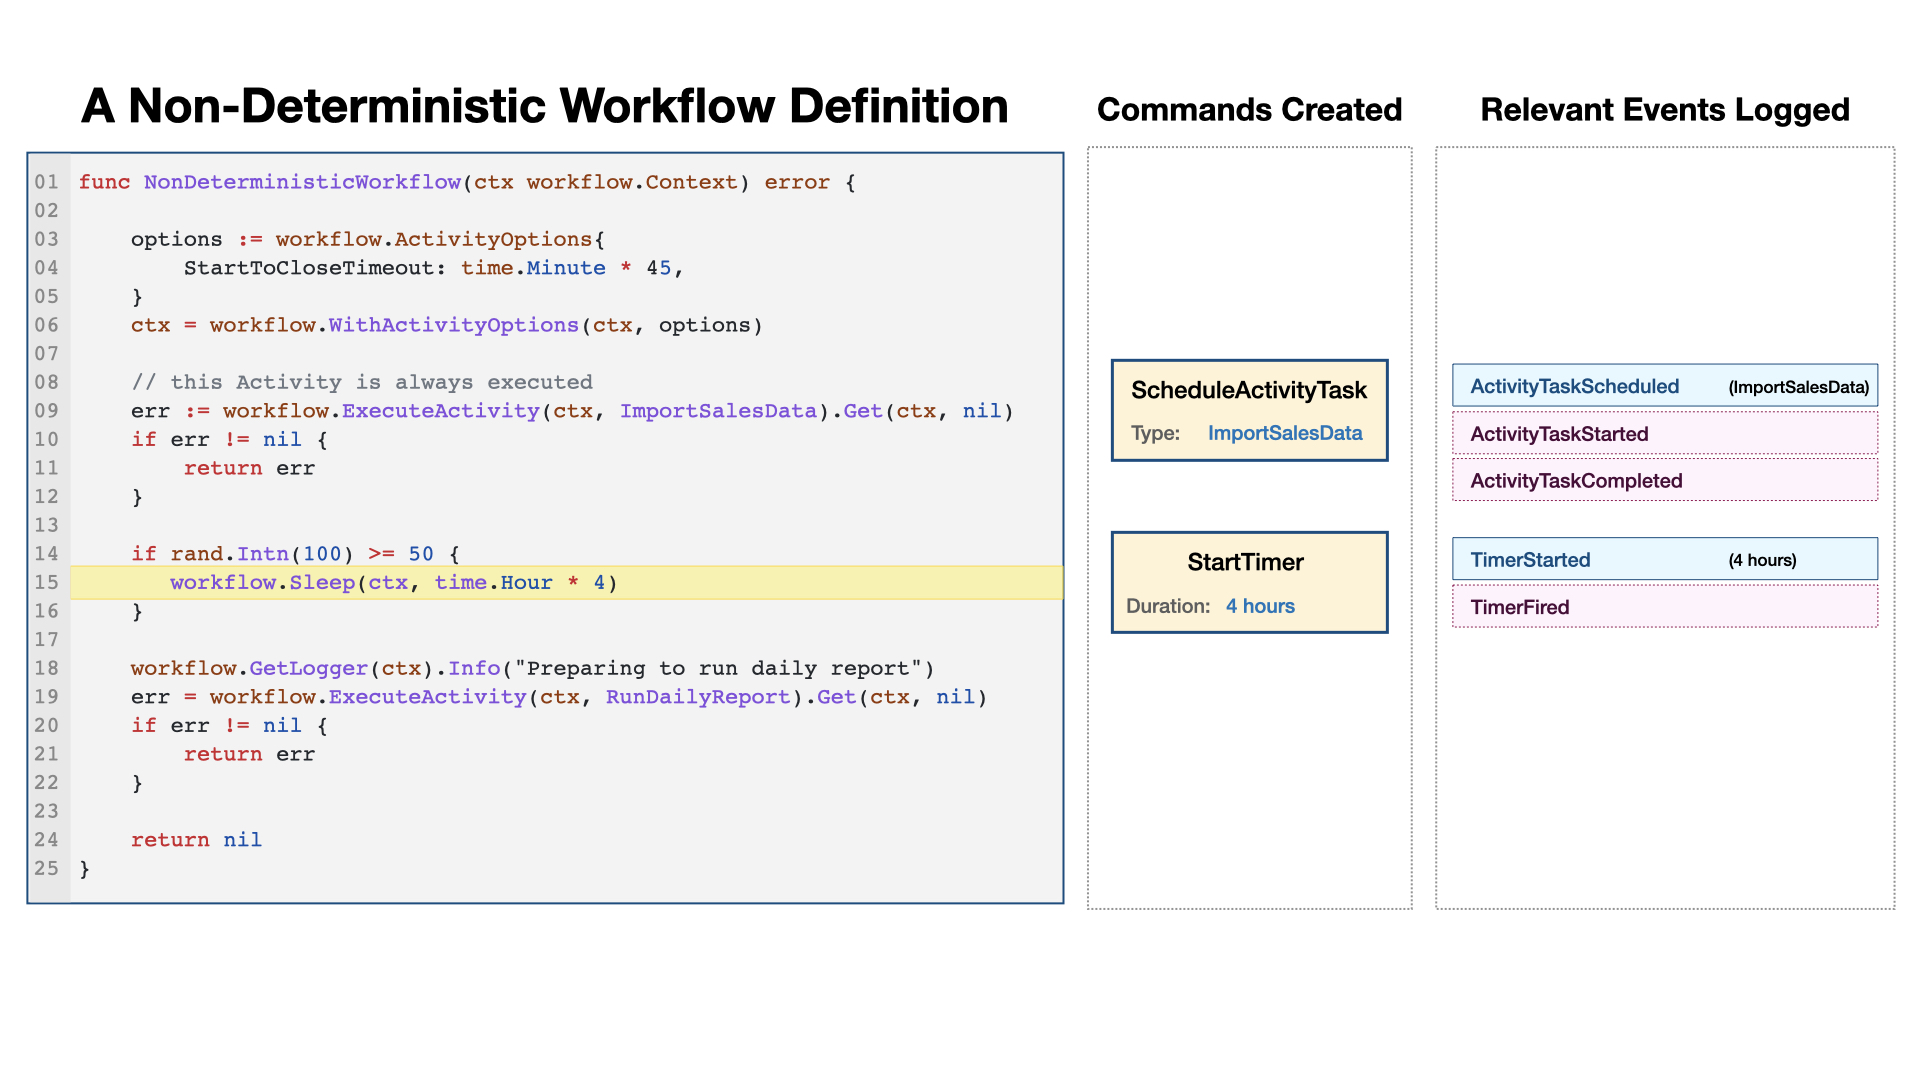 A Non-Deterministic Workflow Definition
01 func NonDeterministicWorkflow(ctx workflow.Context) error {
02
03     options := workflow.ActivityOptions{
04         StartToCloseTimeout: time.Minute * 45,
05     }
06     ctx = workflow.WithActivityOptions(ctx, options)
07
08     // this Activity is always executed
09     err := workflow.ExecuteActivity(ctx, ImportSalesData).Get(ctx, nil)
10     if err != nil {
11         return err
12     }
13
14     if rand.Intn(100) >= 50 {
15        workflow.Sleep(ctx, time.Hour * 4)
16     }
17
18     workflow.GetLogger(ctx).Info("Preparing to run daily report")
19     err = workflow.ExecuteActivity(ctx, RunDailyReport).Get(ctx, nil)
20     if err != nil {
21         return err
22     }
23
24     return nil
25 }
Commands Created
ScheduleActivityTask
Type: ImportSalesData
StartTimer
Duration: 4 hours
Relevant Events Logged
ActivityTaskScheduled (ImportSalesData)
ActivityTaskStarted
ActivityTaskCompleted
TimerStarted (4 hours)
TimerFired